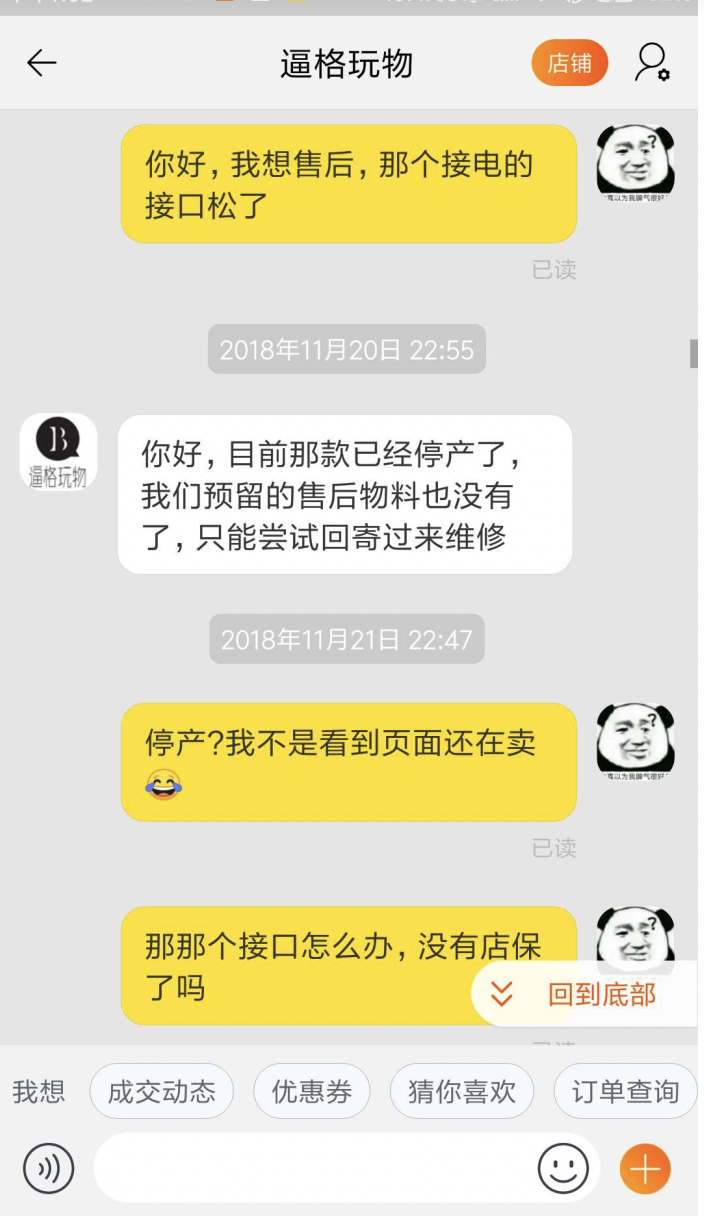 逼格玩物
店铺
你好，我想售后，那个接电的
接口松了
已读
2018年11月20日 22:55
B
逼格玩物
你好，目前那款已经停产了，
我们预留的售后物料也没有
了，只能尝试回寄过来维修
2018年11月21日 22:47
停产?我不是看到页面还在卖
😂
已读
那那个接口怎么办，没有店保
了吗
回到底部
我想
成交动态
优惠券
猜你喜欢
订单查询